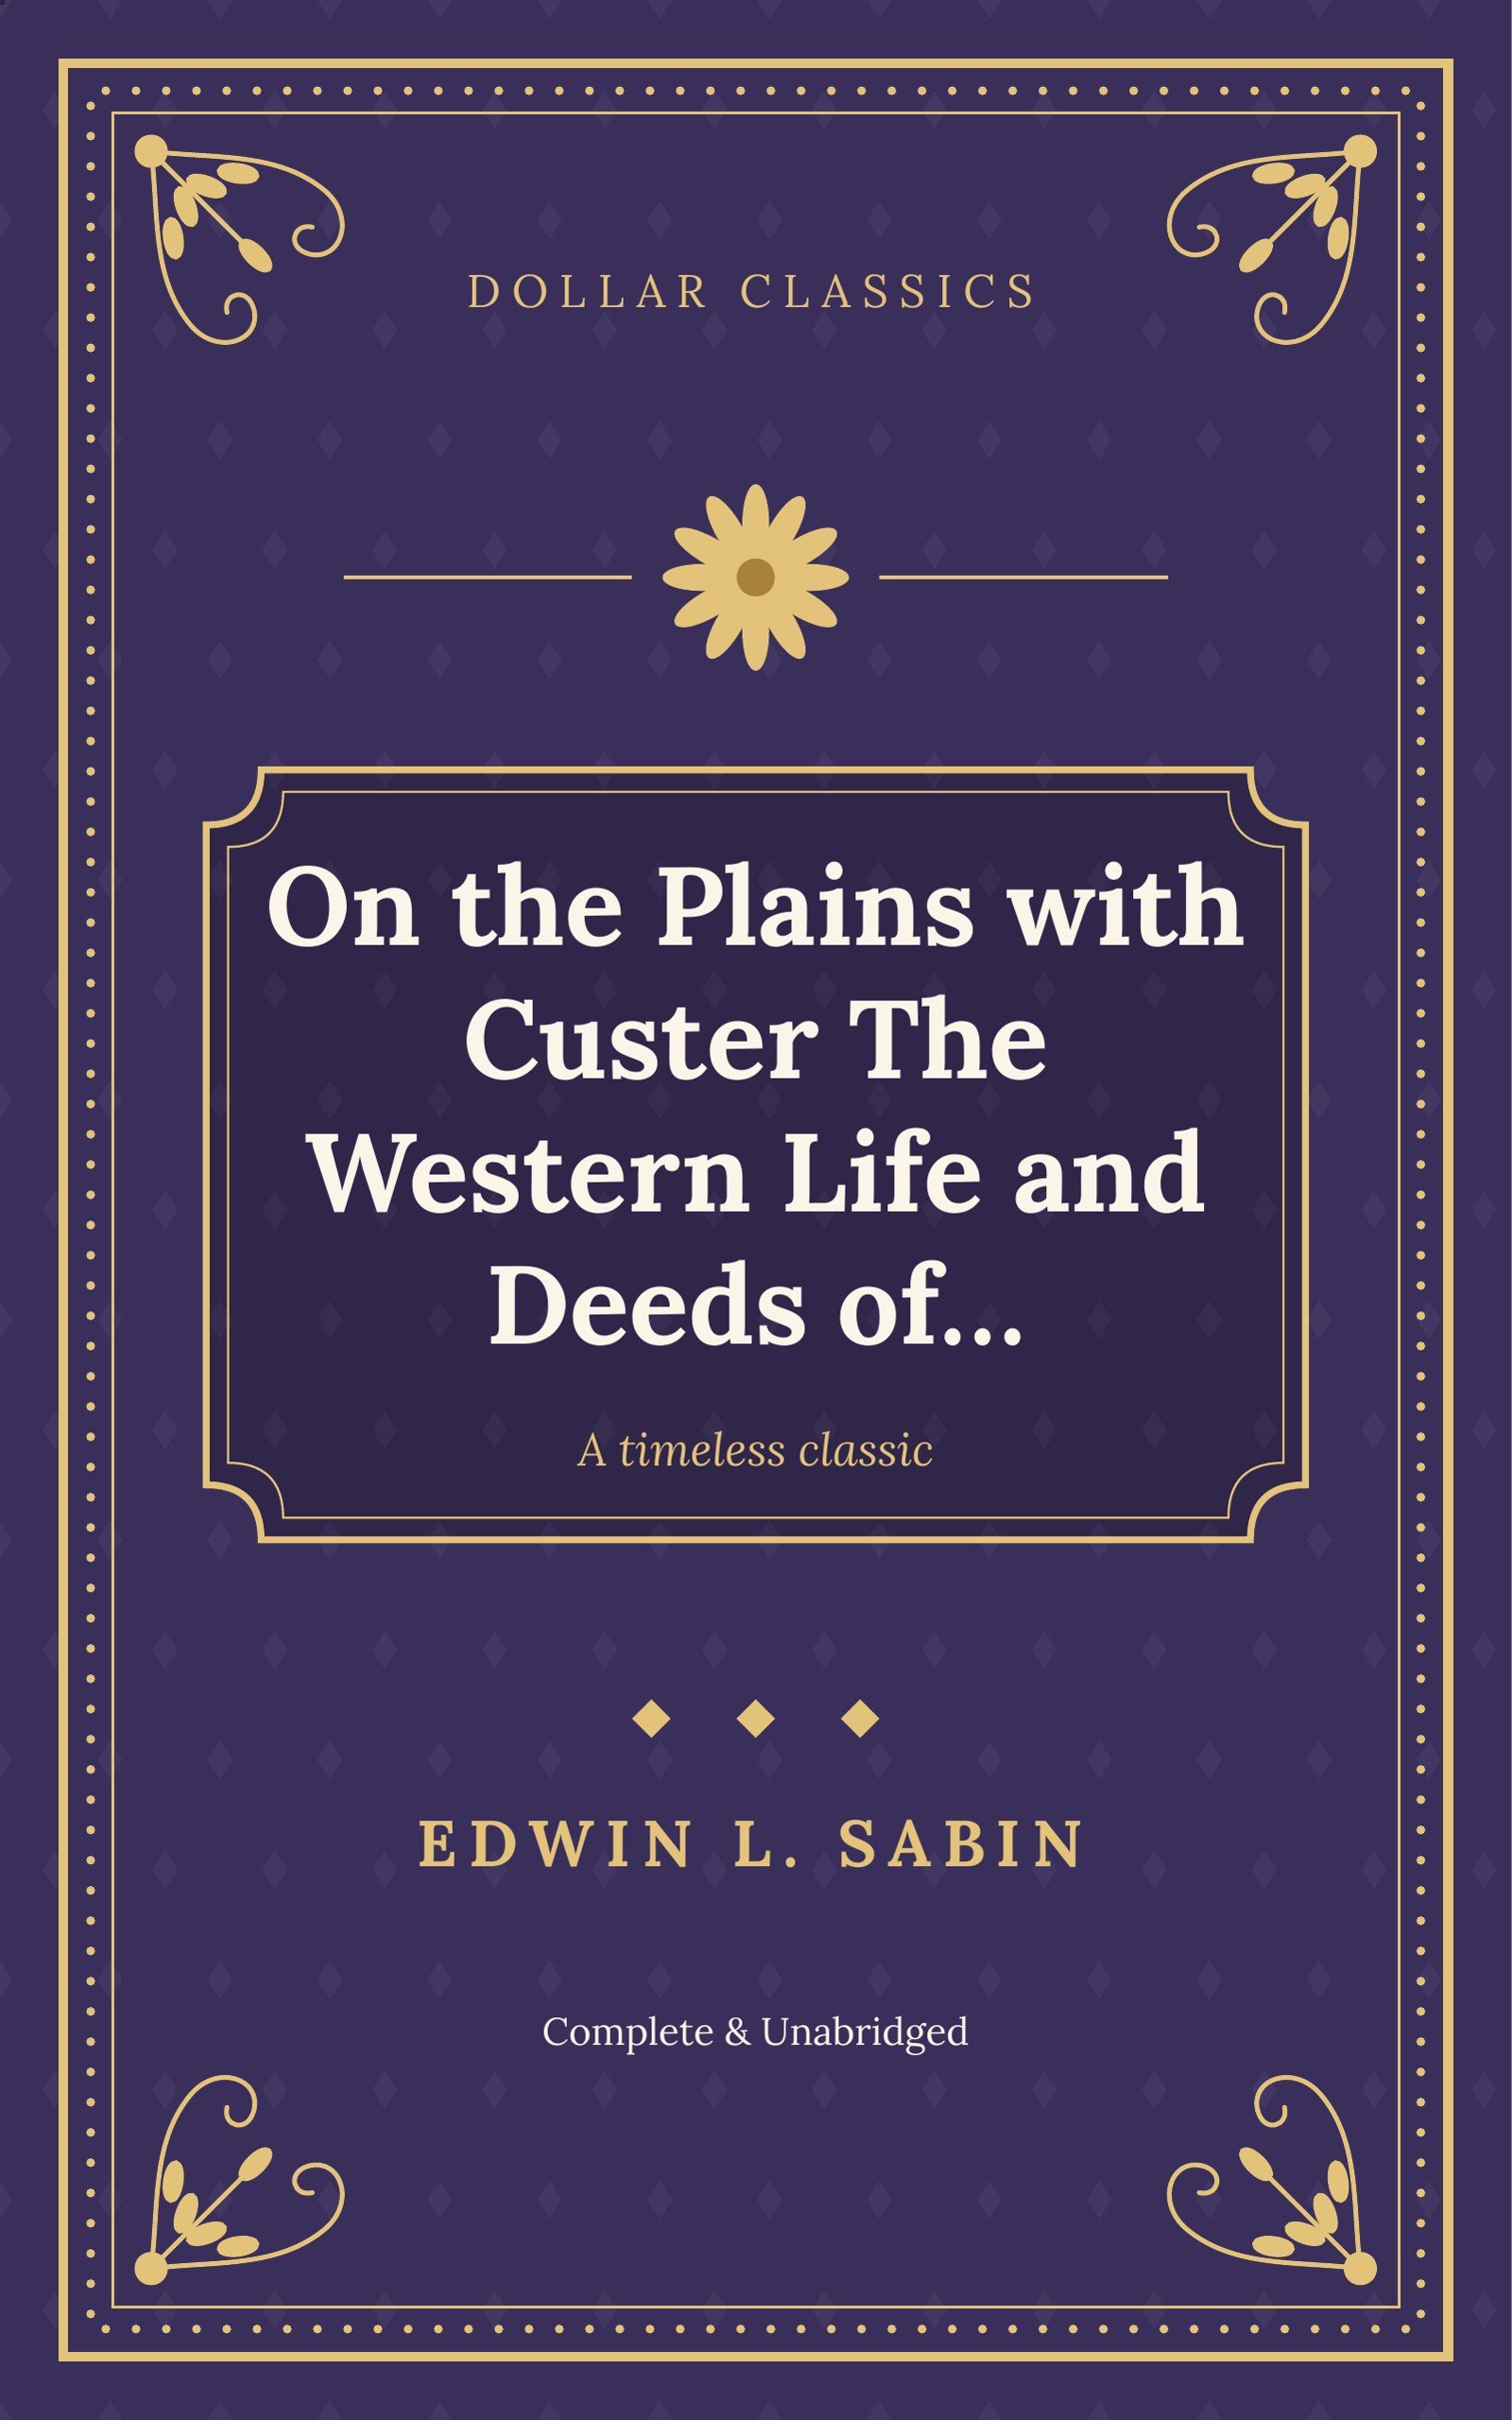 DOLLAR CLASSICS
On the Plains with
Custer The
Western Life and
Deeds of...
A timeless classic
EDWIN L. SABIN
Complete & Unabridged